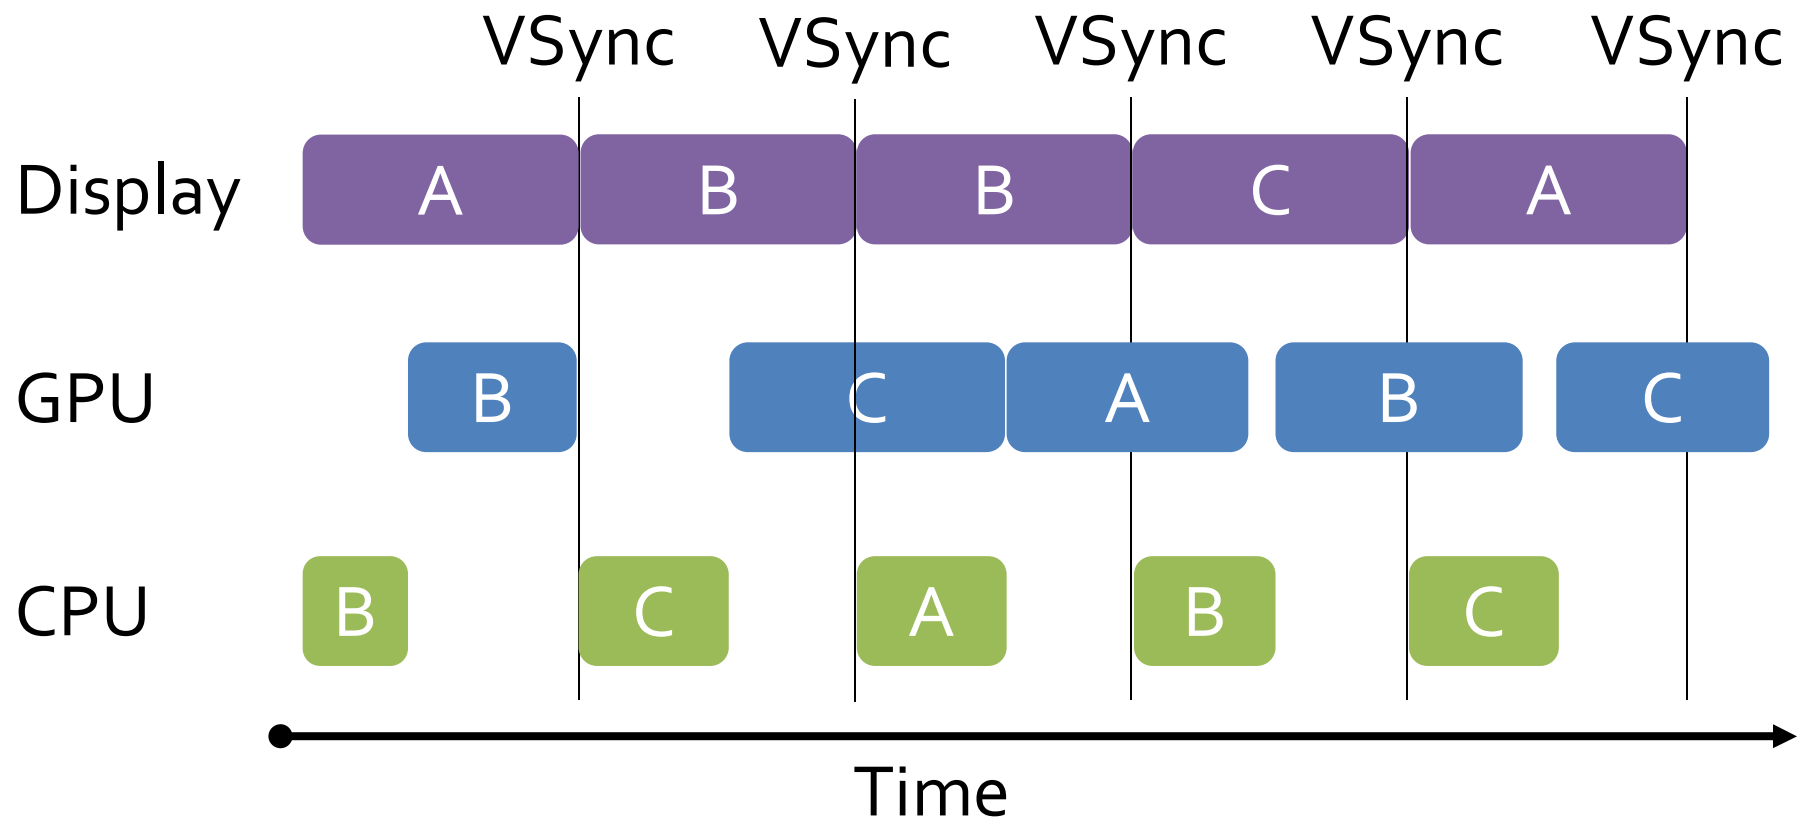 VSync VSync VSync VSync VSync
Display A B B C A
GPU B C A B C
CPU B C A B C
Time